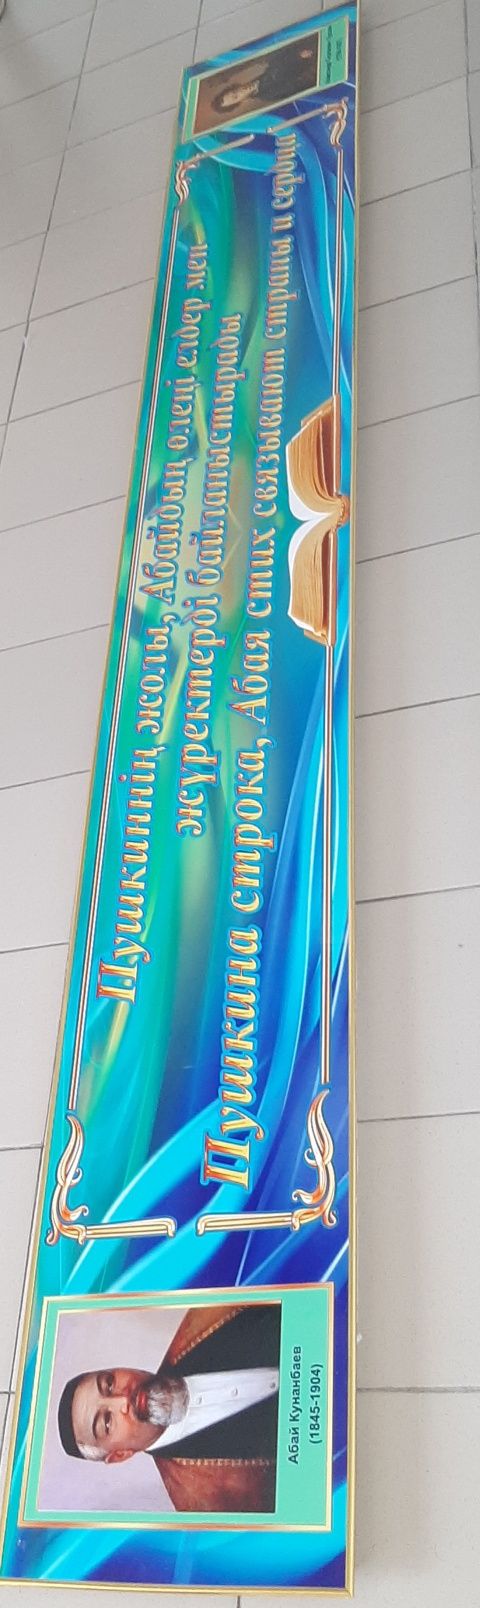 Пушкиннің жолы, Абайдың өлеңі елдер мен
жүректерді байланыстырады
Пушкина строка, Абая стих связывают страны и сердца
Абай Кунанбаев
(1845-1904)